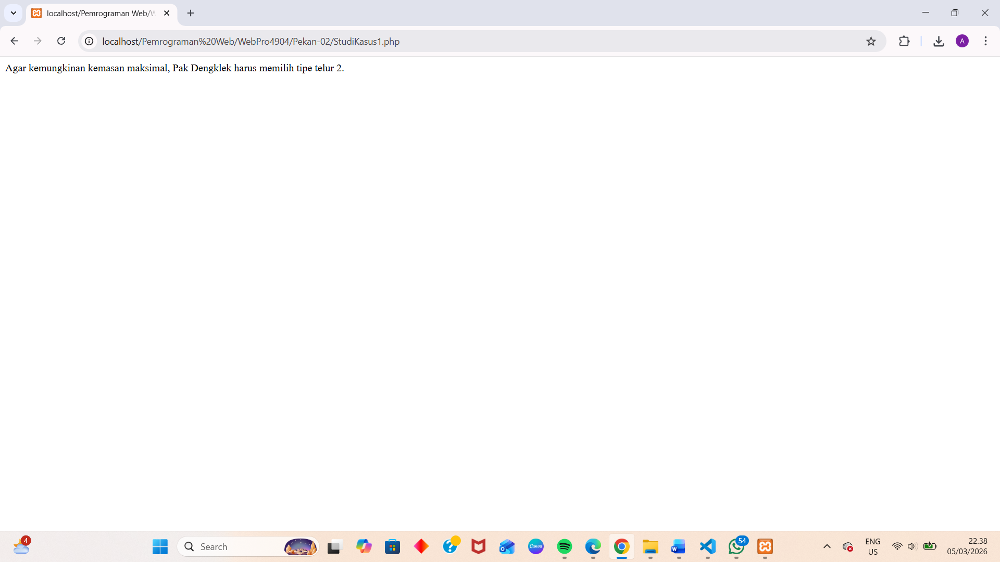 localhost/Pemrograman Web/W
localhost/Pemrograman%20Web/WebPro4904/Pekan-02/StudiKasus1.php
A
Agar kemungkinan kemasan maksimal, Pak Dengklek harus memilih tipe telur 2.
4
Search
Canva
54
ENG
US
22.38
05/03/2026